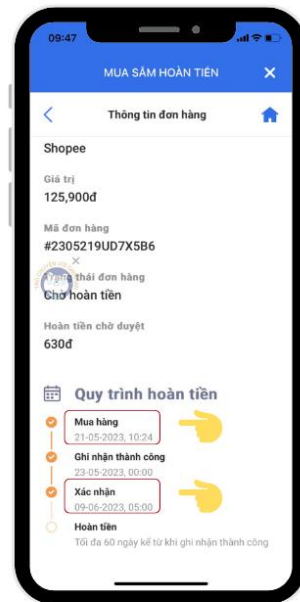 09:47
MUA SẮM HOÀN TIỀN
Thông tin đơn hàng
Shopee
Giá trị
125,900đ
Mã đơn hàng
#2305219UD7X5B6
Trạng thái đơn hàng
Chờ hoàn tiền
Hoàn tiền chờ duyệt
630đ
Quy trình hoàn tiền
Mua hàng
21-05-2023, 10:24
Ghi nhận thành công
23-05-2023, 00:00
Xác nhận
09-06-2023, 05:00
Hoàn tiền
Tối đa 60 ngày kể từ khi ghi nhận thành công